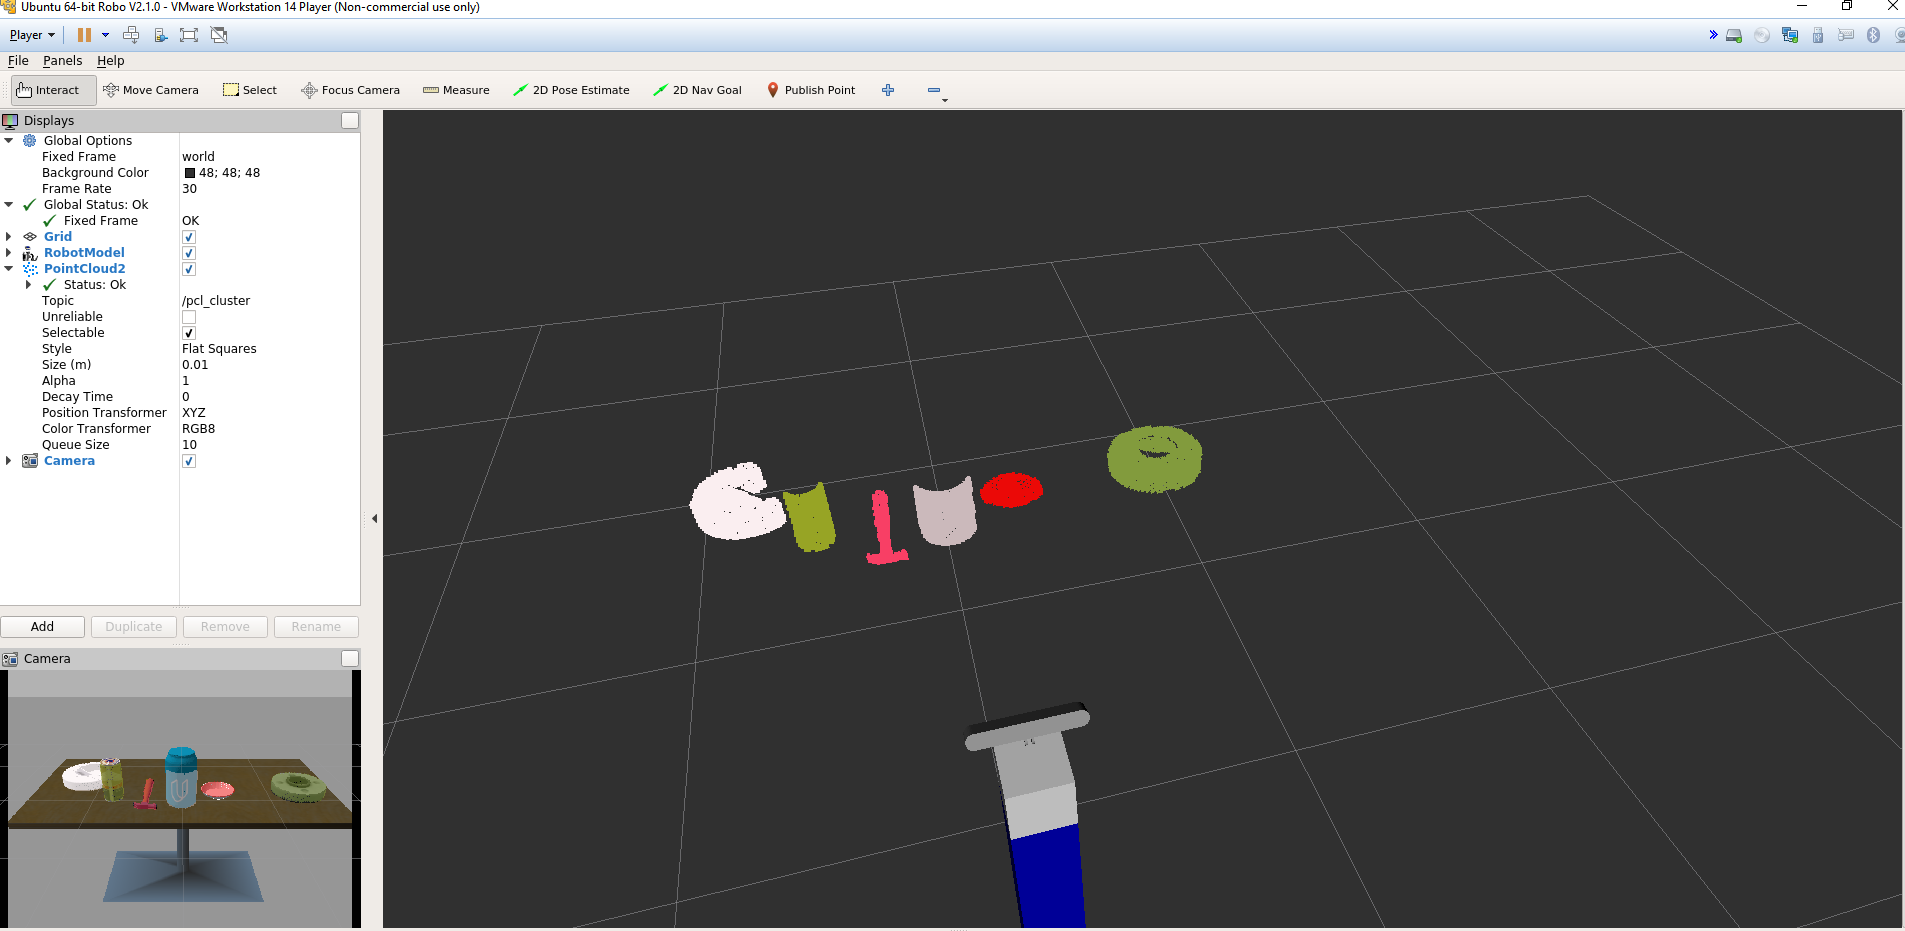 Ubuntu 64-bit Robo V2.1.0 - VMware Workstation 14 Player (Non-commercial use only)
Player
File Panels Help
Interact Move Camera Select Focus Camera Measure 2D Pose Estimate 2D Nav Goal Publish Point
Displays
Global Options
Fixed Frame world
Background Color 48; 48; 48
Frame Rate 30
Global Status: Ok
Fixed Frame OK
Grid
RobotModel
PointCloud2
Status: Ok
Topic /pcl_cluster
Unreliable
Selectable
Style Flat Squares
Size (m) 0.01
Alpha 1
Decay Time 0
Position Transformer XYZ
Color Transformer RGB8
Queue Size 10
Camera
Add Duplicate Remove Rename
Camera